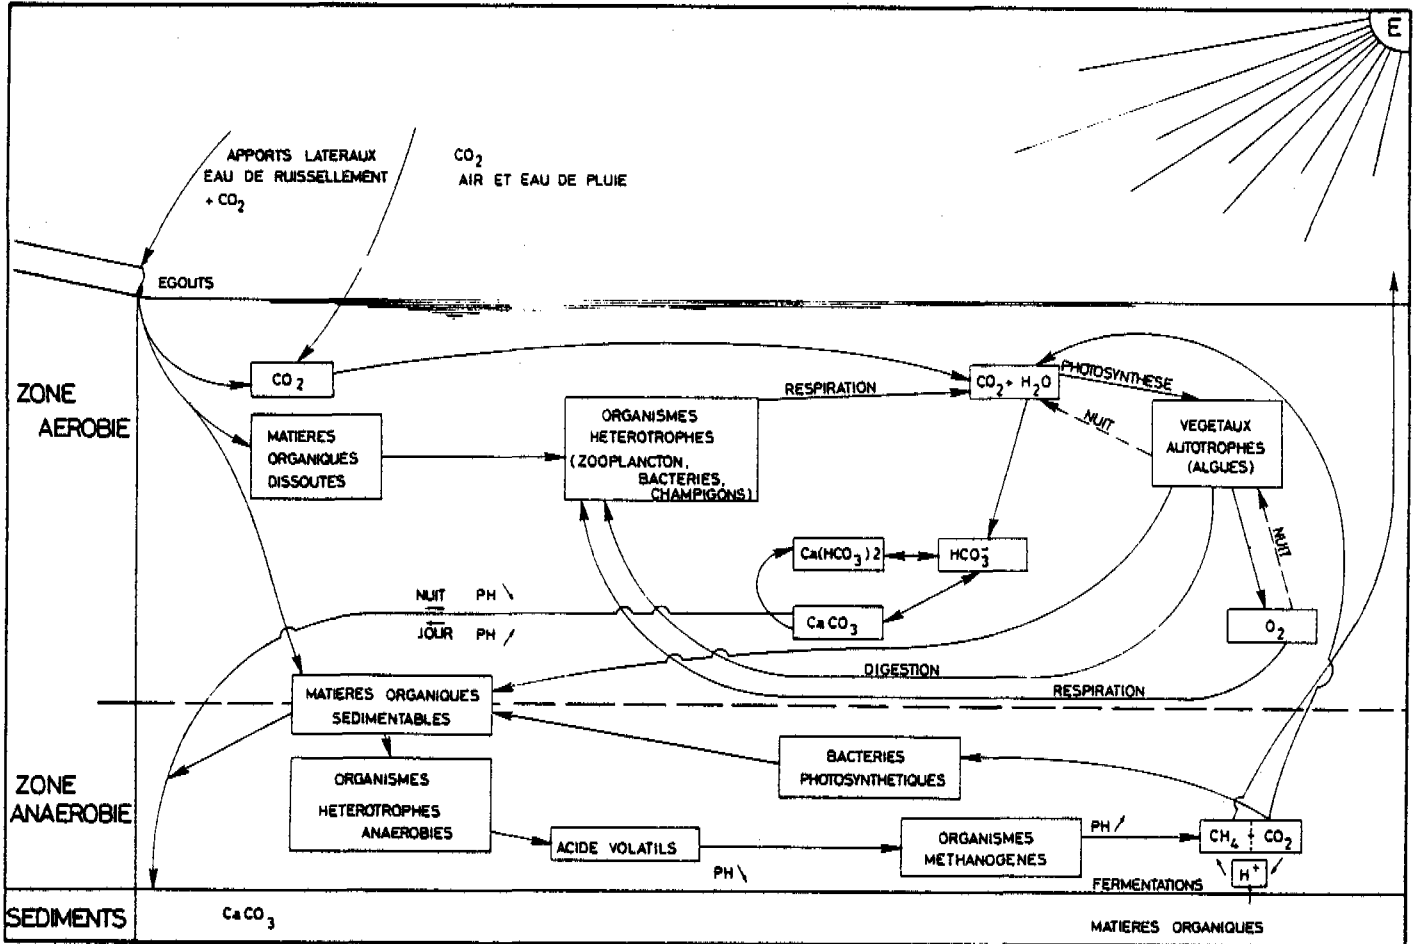 E
APPORTS LATERAUX
EAU DE RUISSELLEMENT
+ CO2
CO2
AIR ET EAU DE PLUIE
EGOUTS
ZONE
AEROBIE
CO2
MATIERES
ORGANIQUES
DISSOUTES
ORGANISMES
HETEROTROPHES
(ZOOPLANCTON,
BACTERIES,
CHAMPIGONS)
RESPIRATION
CO2 + H2O
PHOTOSYNTHESE
NUIT
VEGETAUX
AUTOTROPHES
(ALGUES)
NUIT
Ca(HCO3)2
HCO3-
CaCO3
O2
NUIT PH ↘
JOUR PH ↗
DIGESTION
RESPIRATION
MATIERES ORGANIQUES
SEDIMENTABLES
ZONE
ANAEROBIE
ORGANISMES
HETEROTROPHES
ANAEROBIES
BACTERIES
PHOTOSYNTHETIQUES
ACIDE VOLATILS
PH ↘
ORGANISMES
METHANOGENES
PH ↗
CH4 + CO2
H+
FERMENTATIONS
SEDIMENTS
CaCO3
MATIERES ORGANIQUES